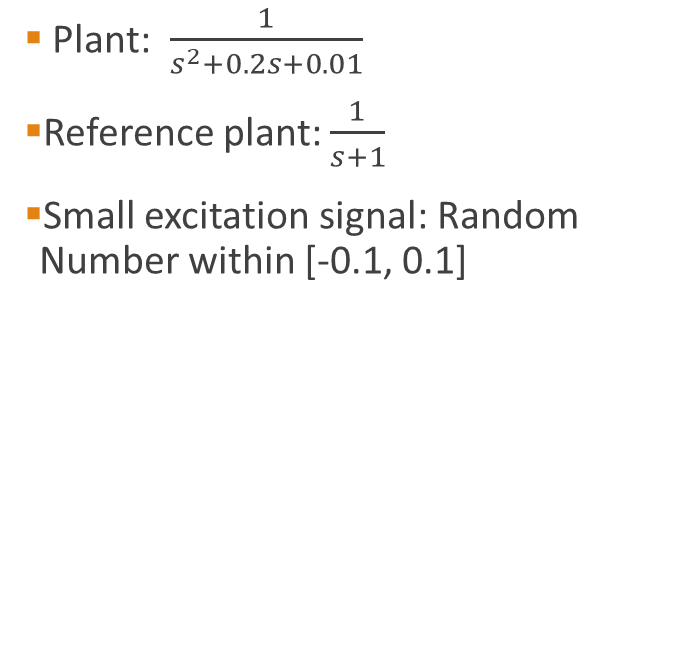 ▪ Plant: 1/(s²+0.2s+0.01)
▪Reference plant: 1/(s+1)
▪Small excitation signal: Random
Number within [-0.1, 0.1]